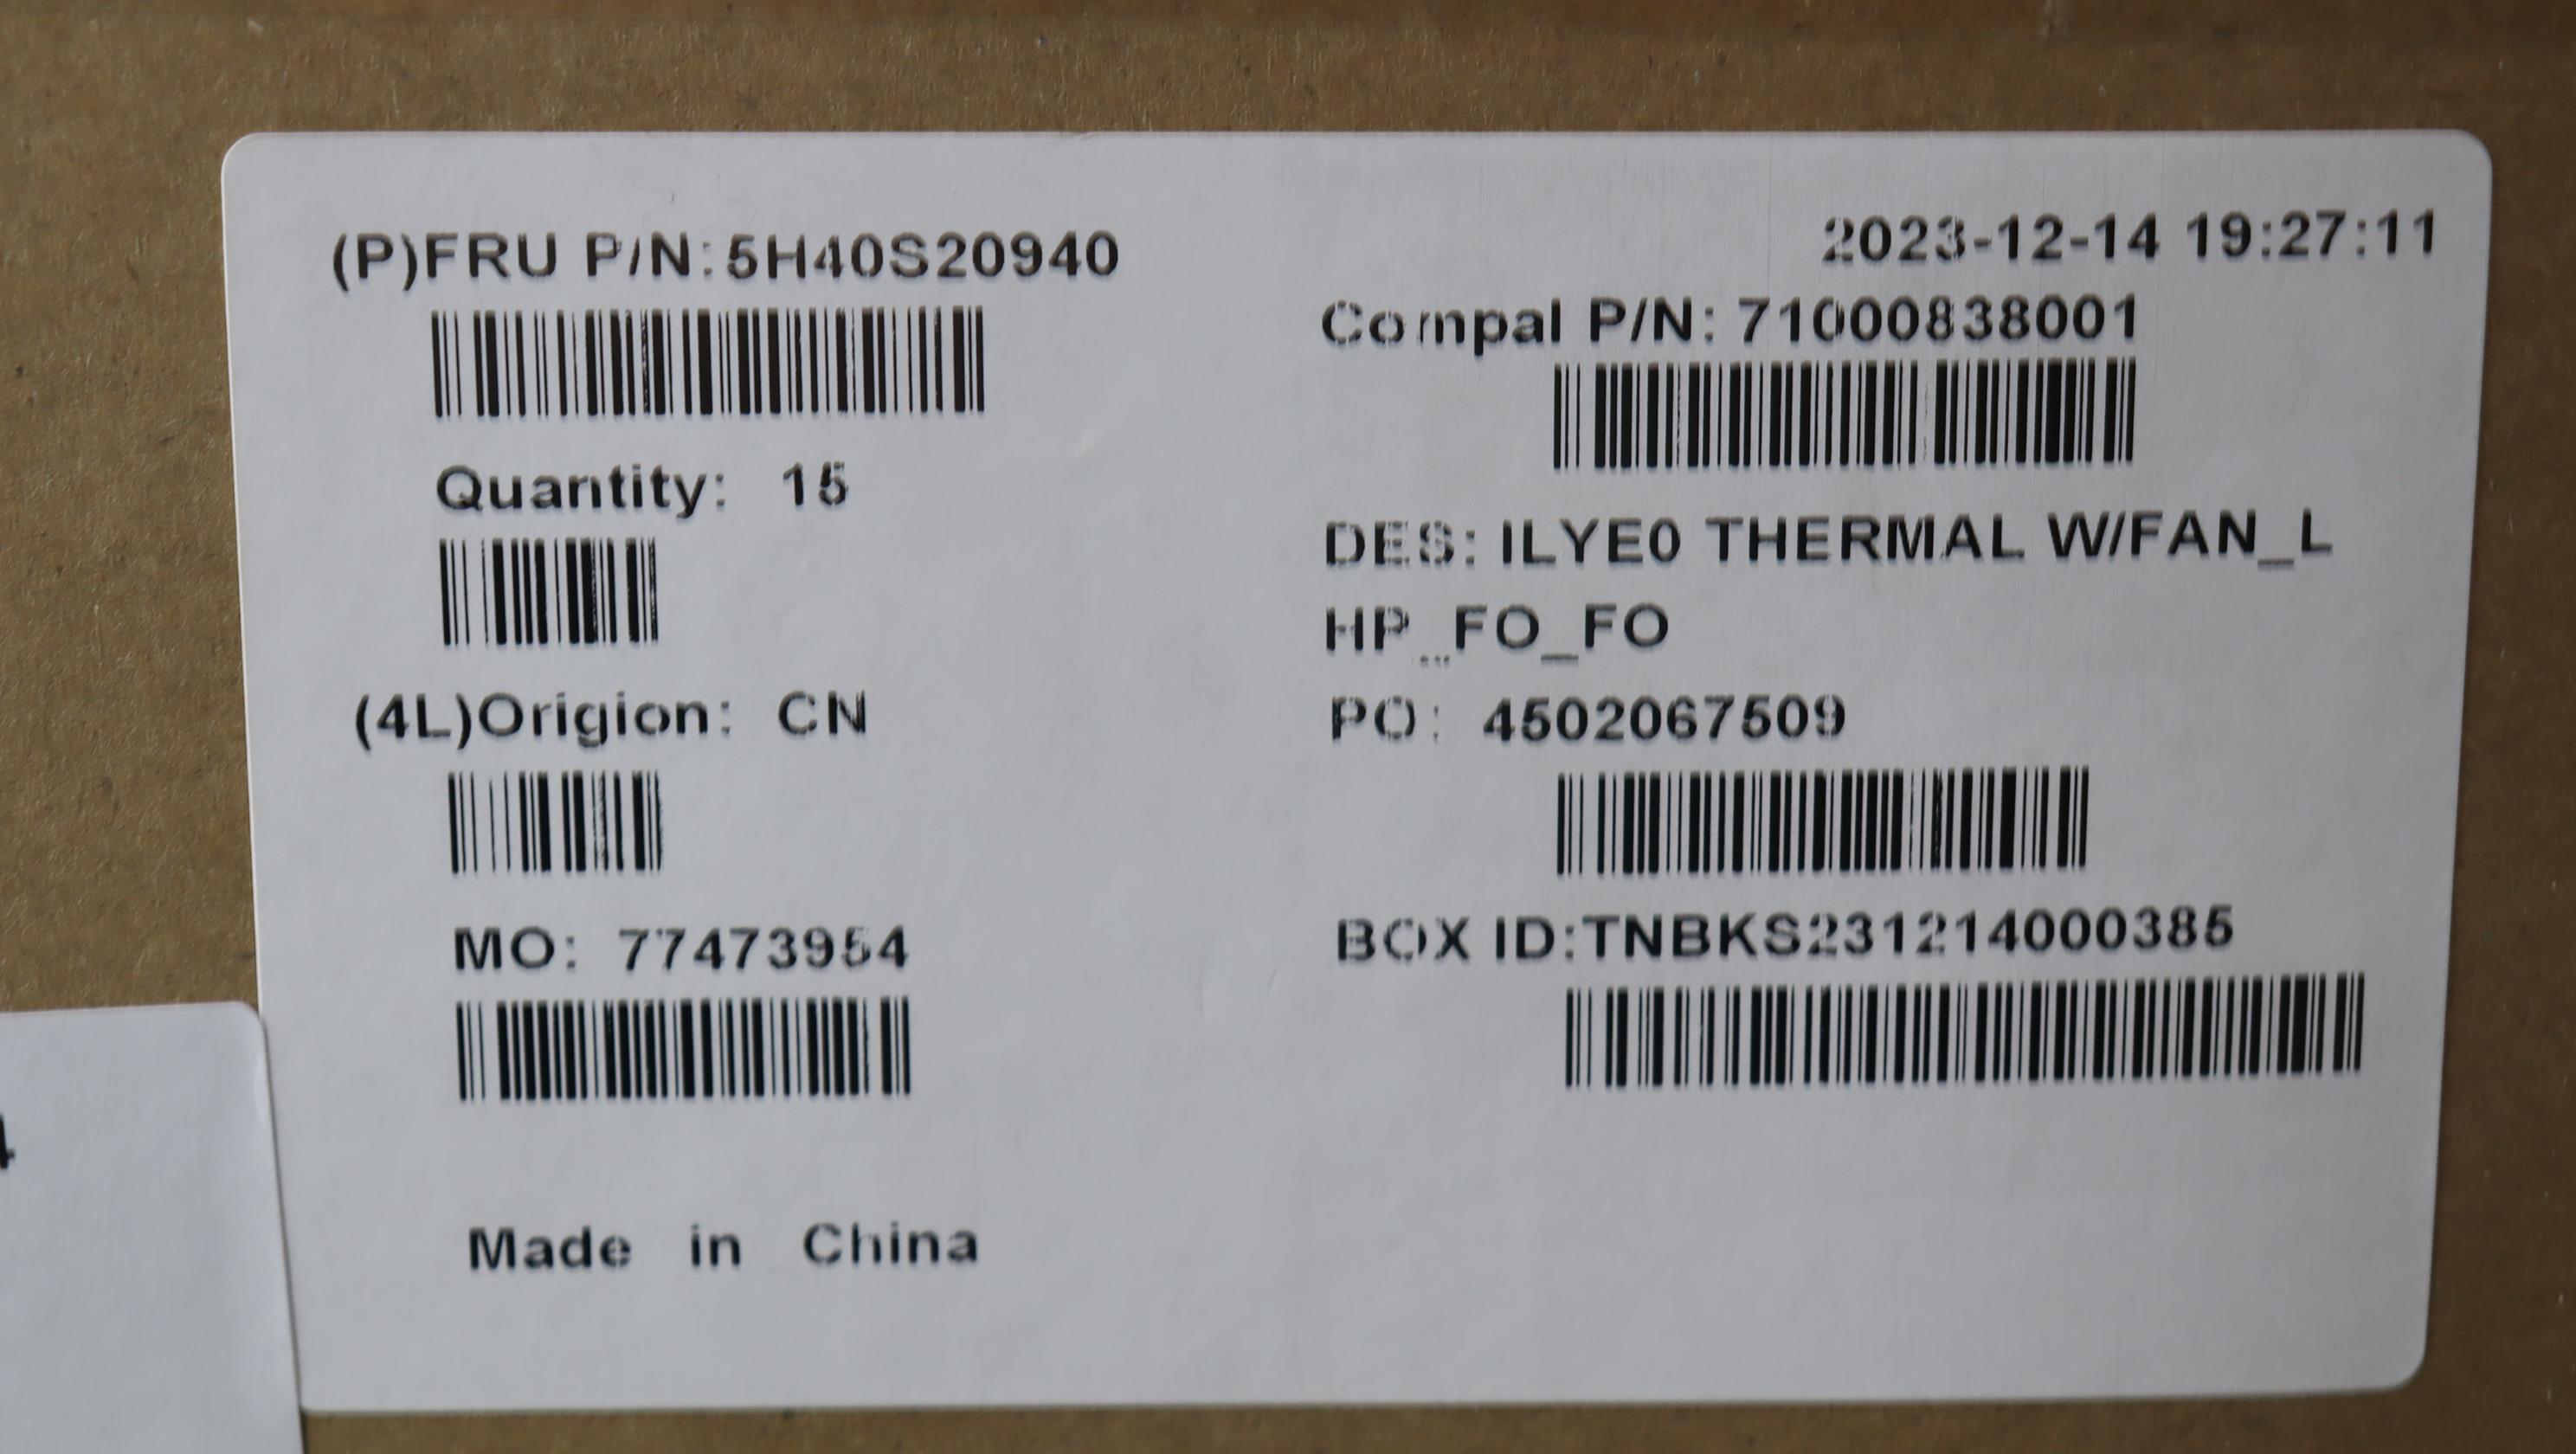 (P)FRU P/N:5H40S20940
Quantity: 15
(4L)Origion: CN
MO: 77473954
Made in China
2023-12-14 19:27:11
Compal P/N: 71000838001
DES: ILYE0 THERMAL W/FAN_L
HP_FO_FO
PO: 4502067509
BOX ID:TNBKS231214000385
4